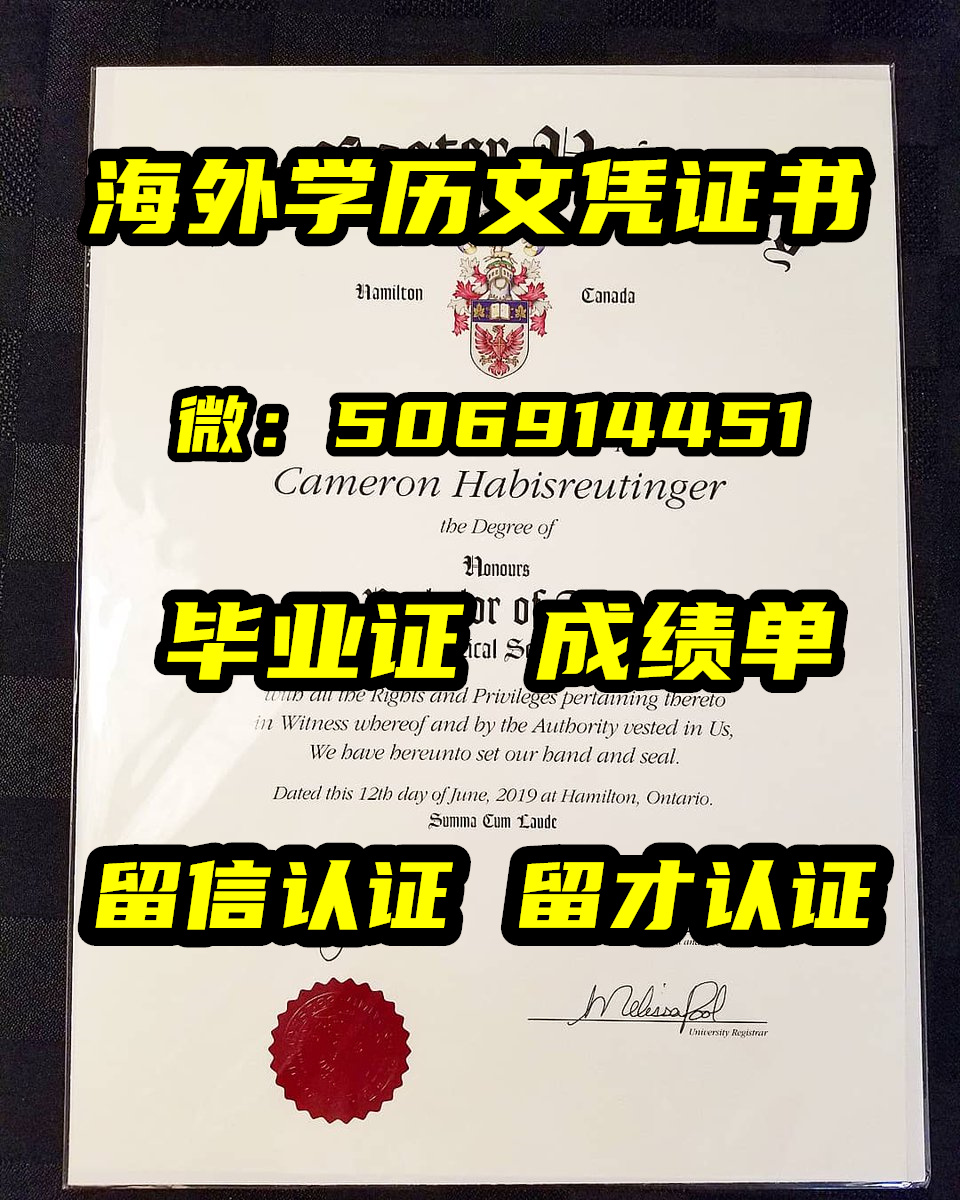 海外学历文凭证书
Hamilton Canada
微: 506914451
Cameron Habisreutinger
the Degree of
Honours
毕业证 成绩单
with all the Rights and Privileges pertaining thereto
in Witness whereof and by the Authority vested in Us,
We have hereunto set our hand and seal.
Dated this 12th day of June, 2019 at Hamilton, Ontario.
Summa Cum Laude
留信认证 留才认证
Melissa Pool
University Registrar